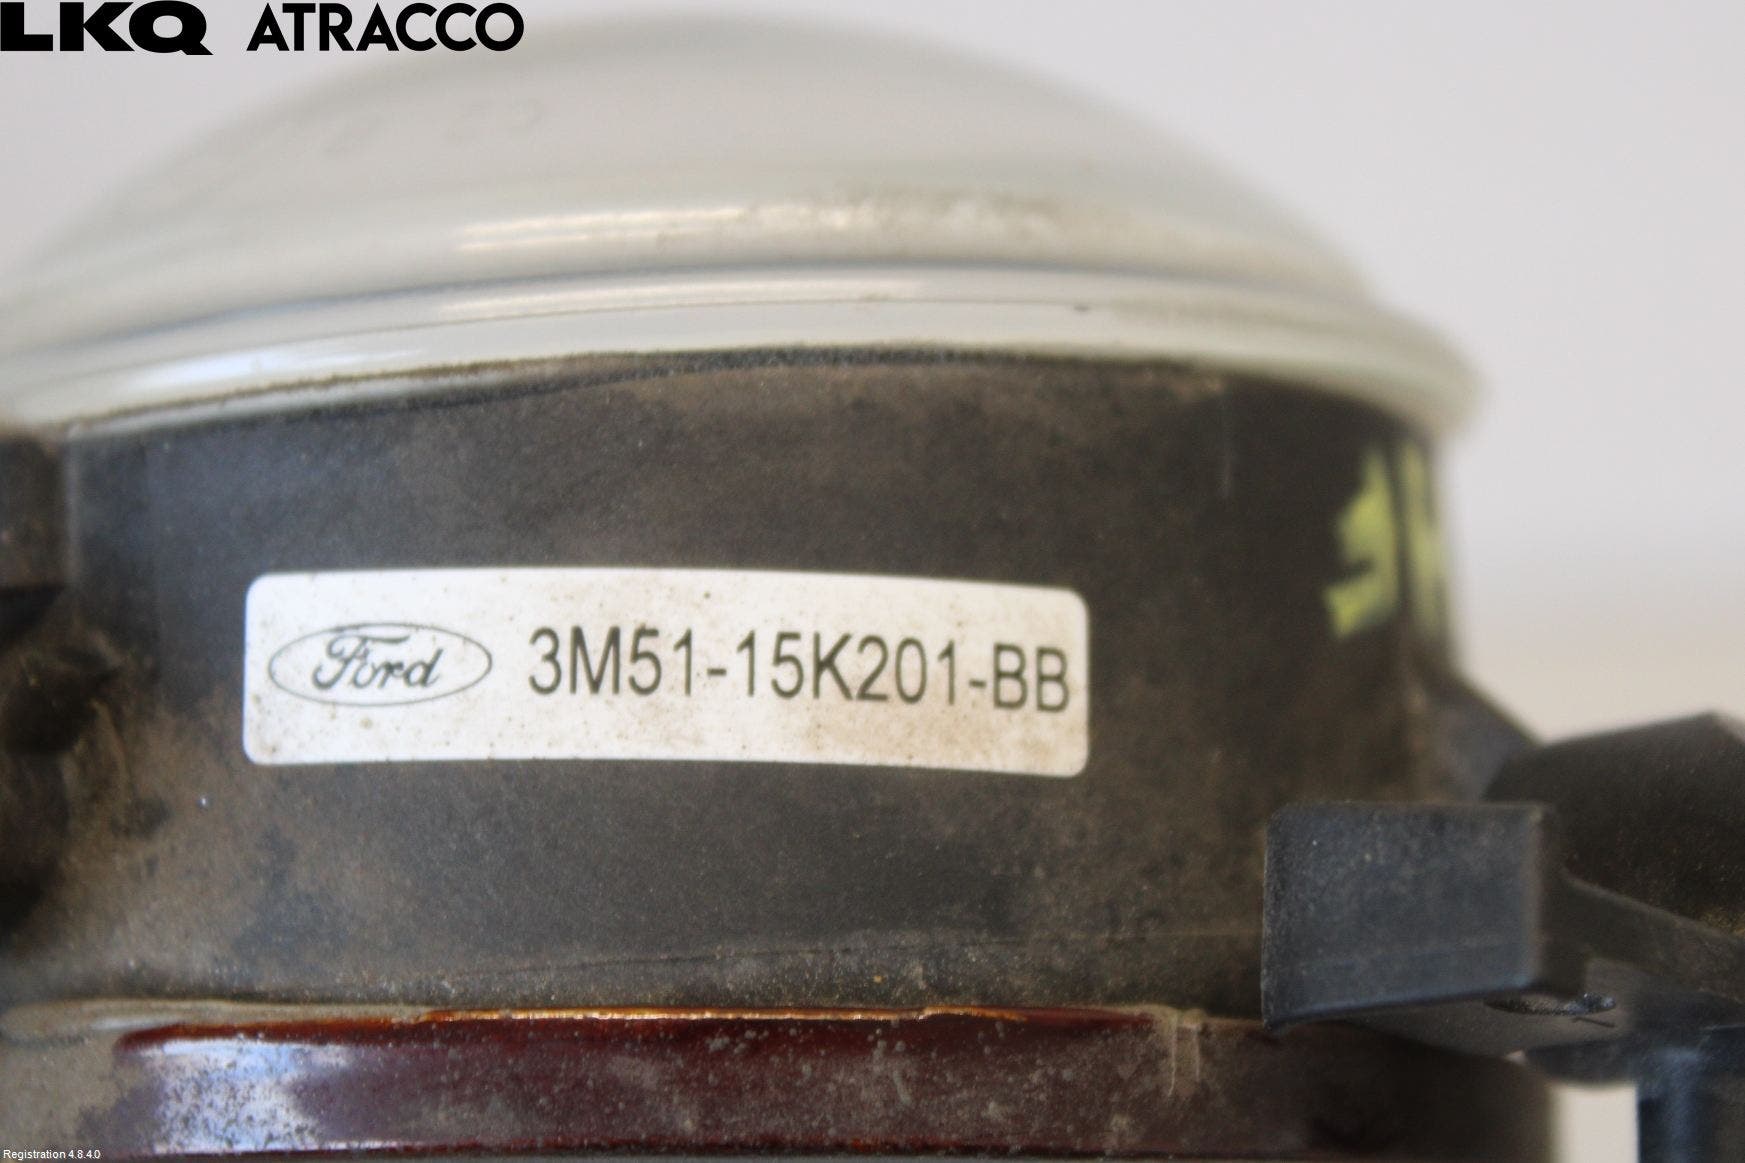 LKQ ATRACCO
Ford 3M51-15K201-BB
Registration 4.8.4.0